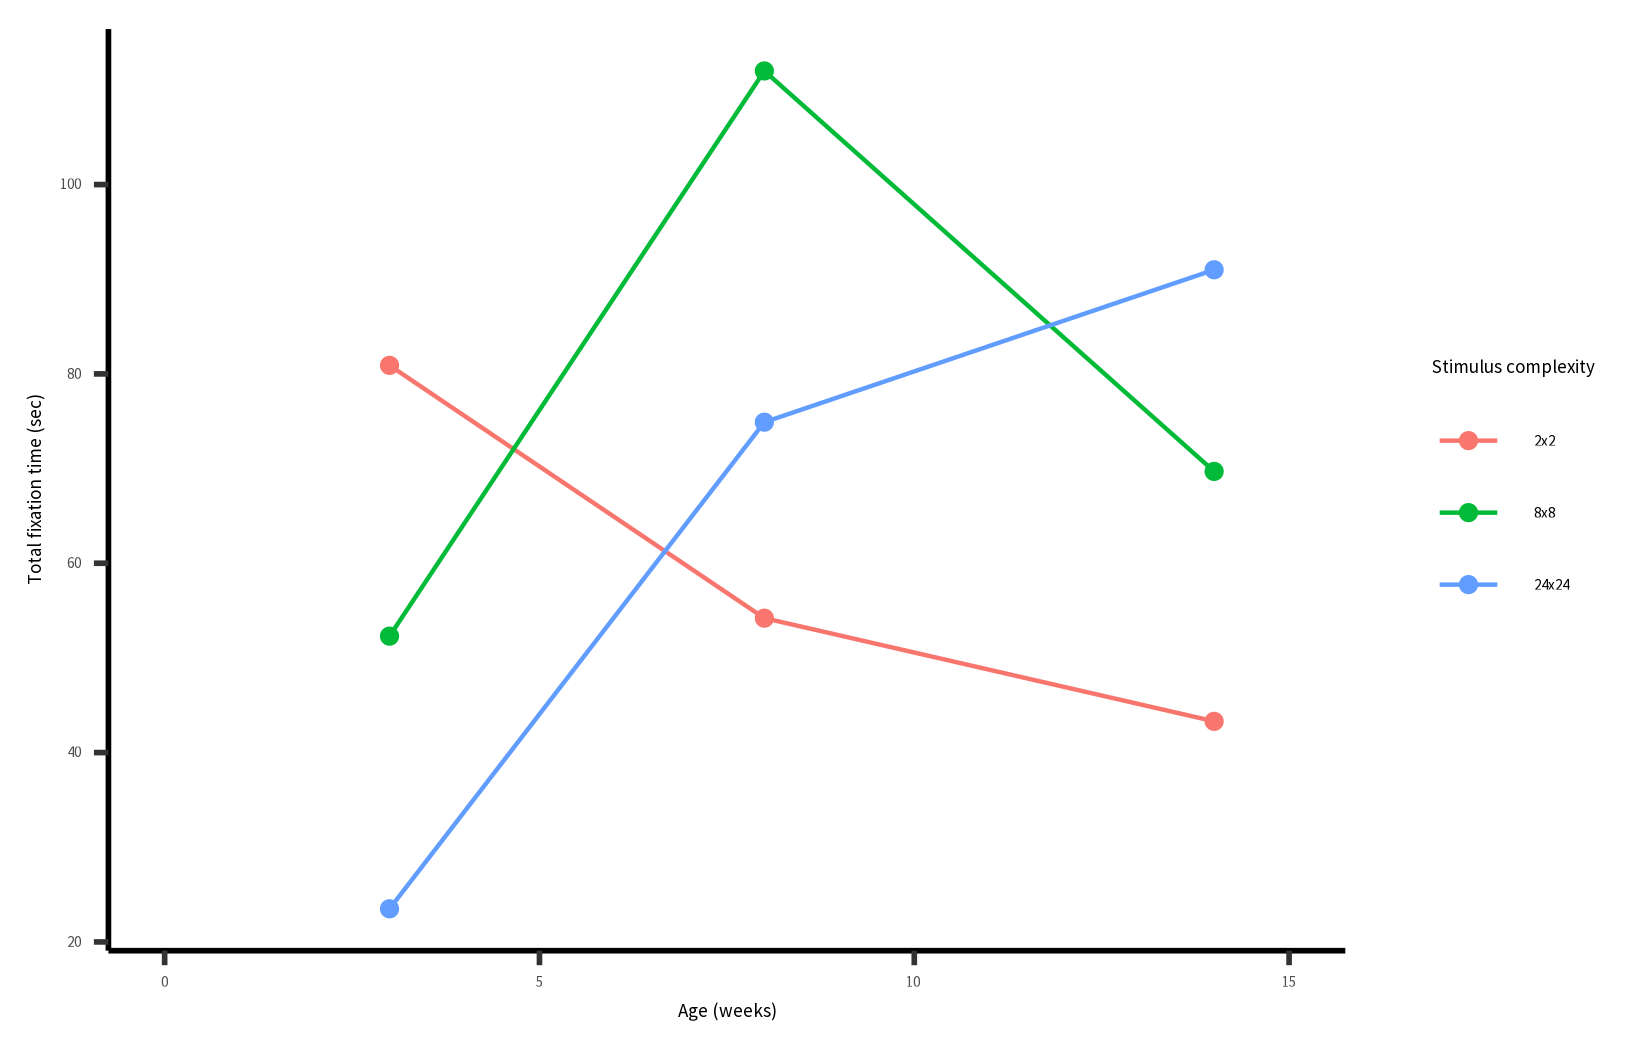 Total fixation time (sec)
100
80
60
40
20
0 5 10 15
Age (weeks)
Stimulus complexity
2x2
8x8
24x24